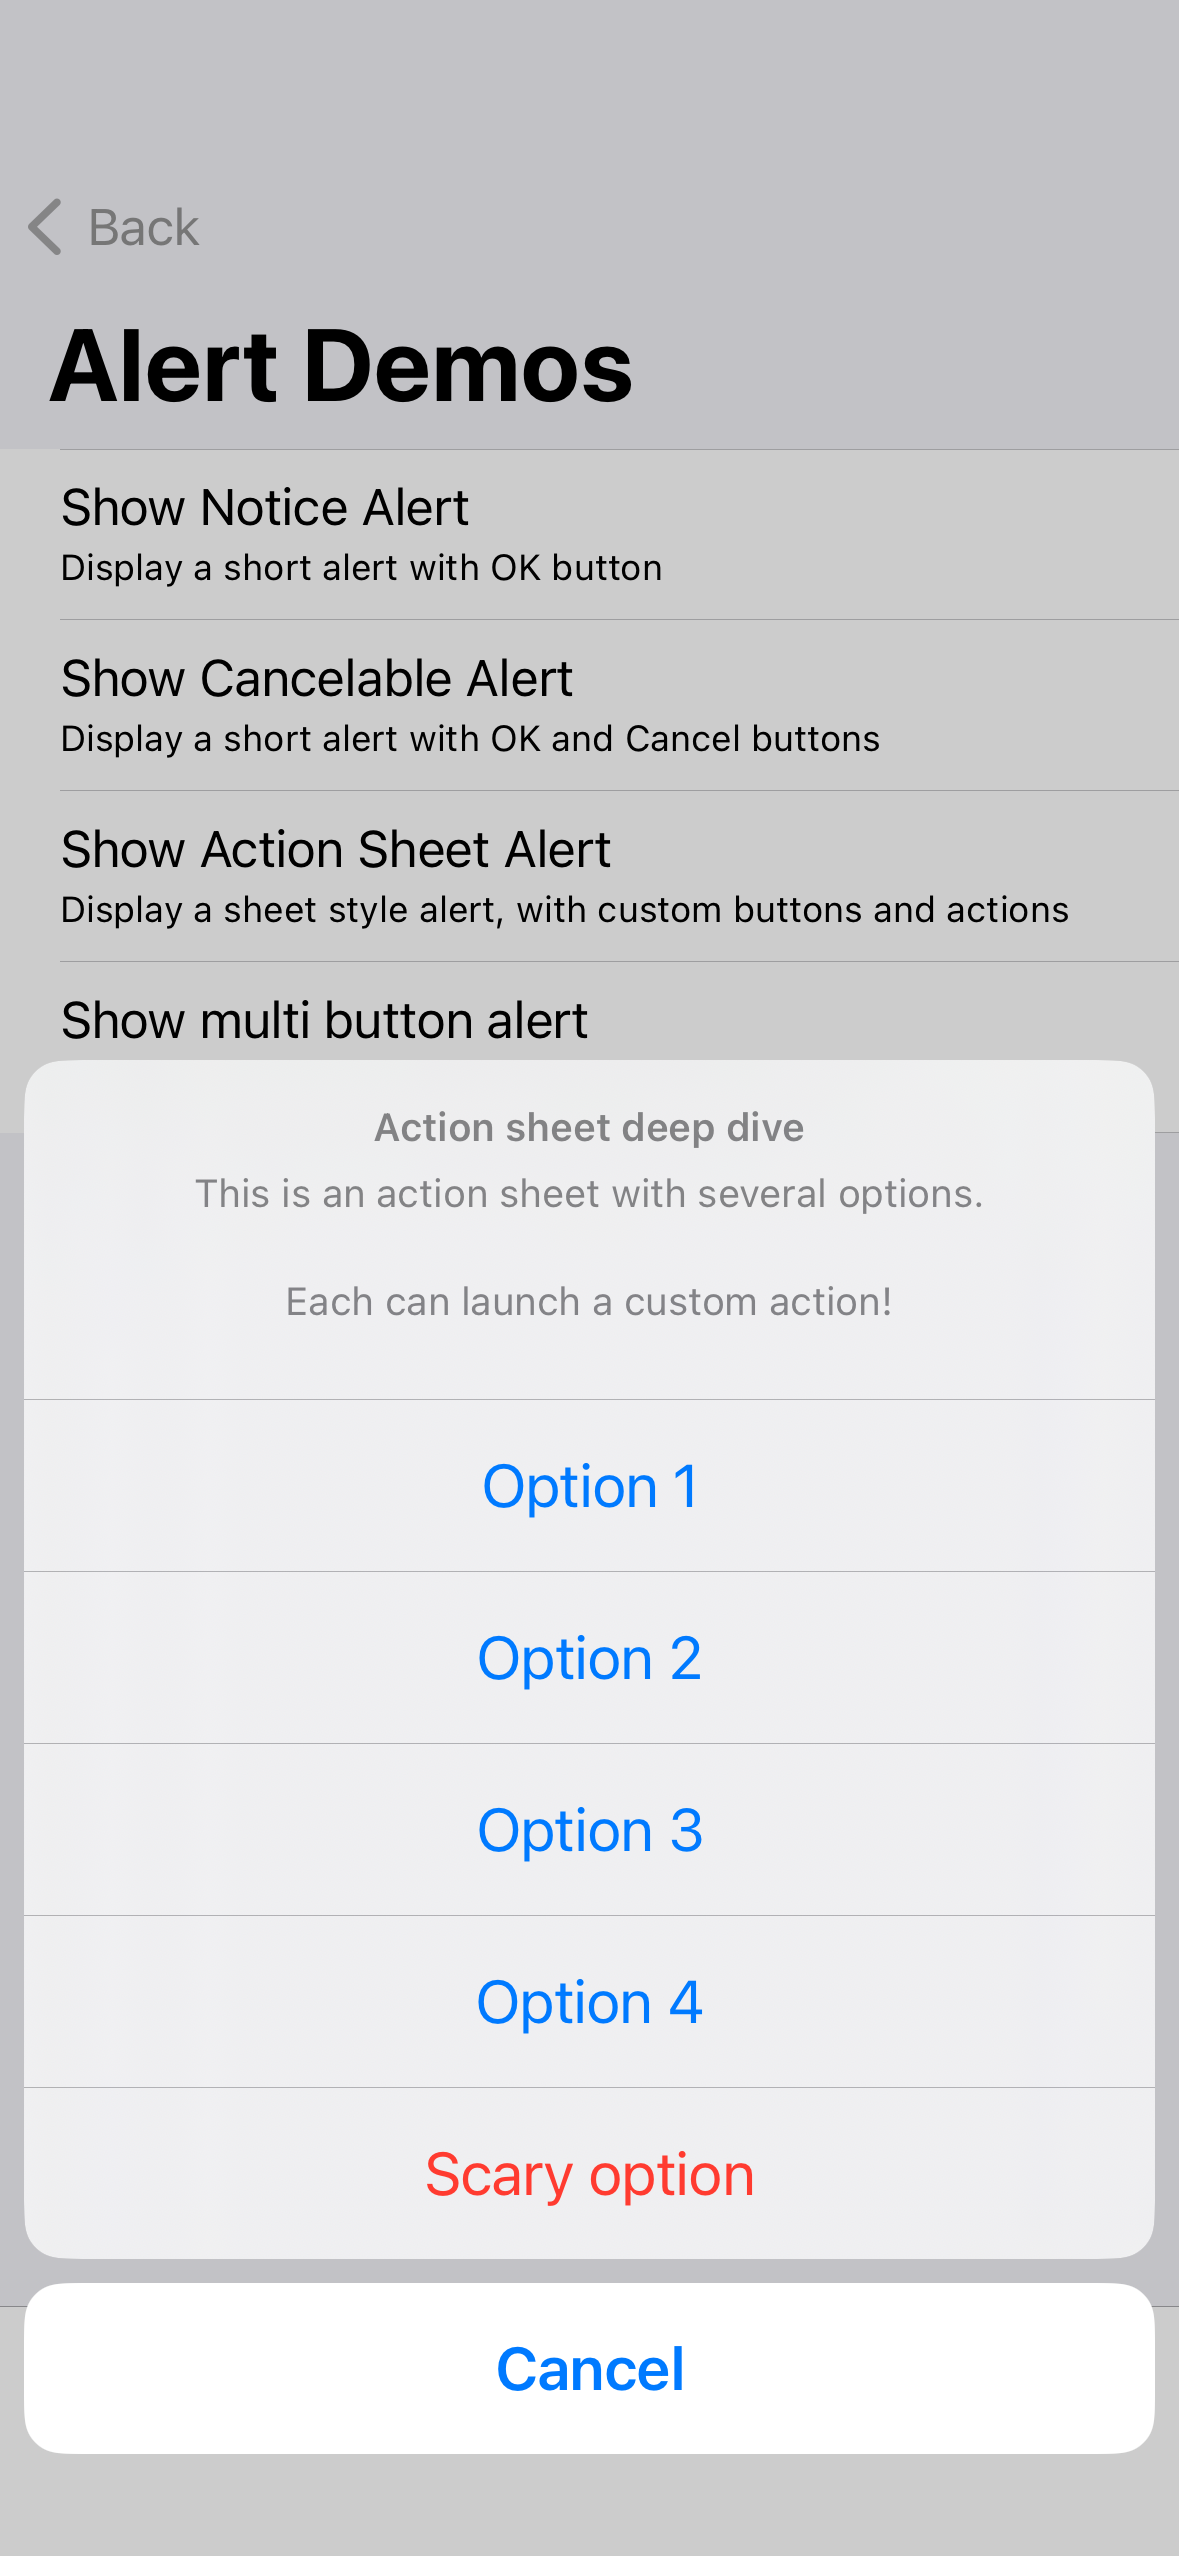 Back
Alert Demos
Show Notice Alert
Display a short alert with OK button
Show Cancelable Alert
Display a short alert with OK and Cancel buttons
Show Action Sheet Alert
Display a sheet style alert, with custom buttons and actions
Show multi button alert
Action sheet deep dive
This is an action sheet with several options.
Each can launch a custom action!
Option 1
Option 2
Option 3
Option 4
Scary option
Cancel